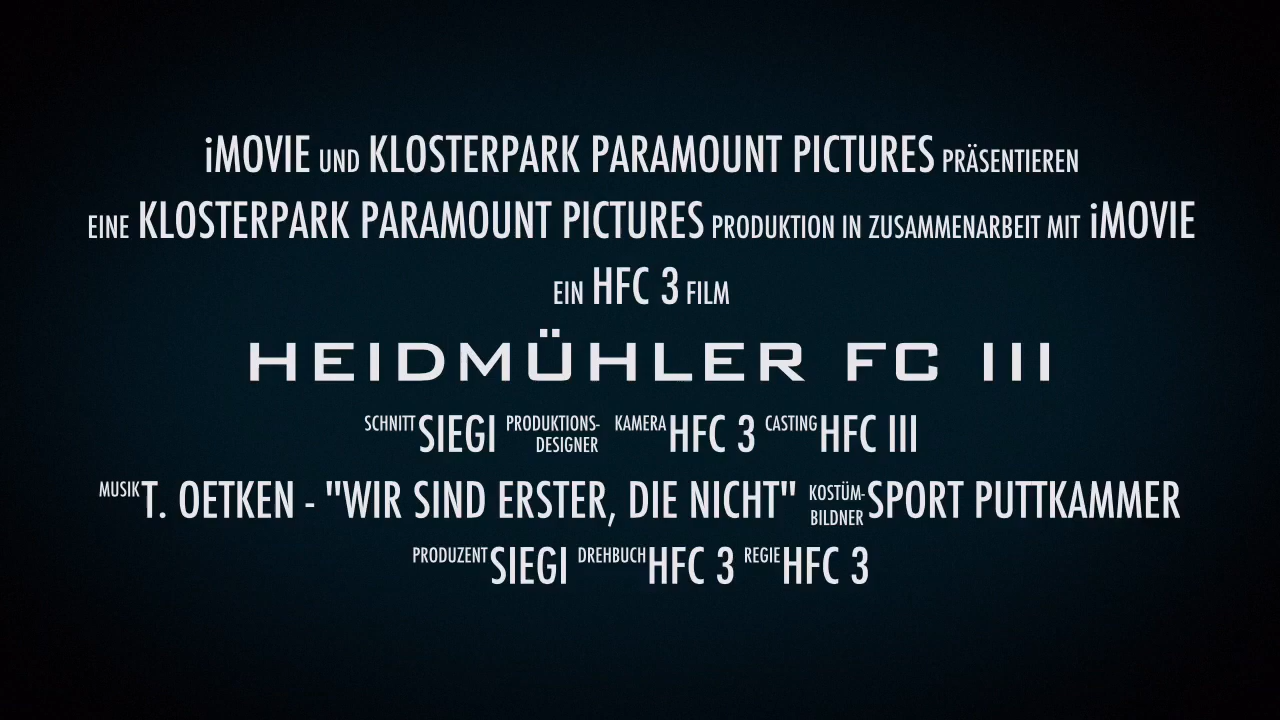 iMOVIE UND KLOSTERPARK PARAMOUNT PICTURES PRÄSENTIEREN
EINE KLOSTERPARK PARAMOUNT PICTURES PRODUKTION IN ZUSAMMENARBEIT MIT iMOVIE
EIN HFC 3 FILM
HEIDMÜHLER FC III
SCHNITT SIEGI PRODUKTIONS-DESIGNER KAMERA HFC 3 CASTING HFC III
MUSIK T. OETKEN - "WIR SIND ERSTER, DIE NICHT" KOSTÜM-BILDNER SPORT PUTTKAMMER
PRODUZENT SIEGI DREHBUCH HFC 3 REGIE HFC 3